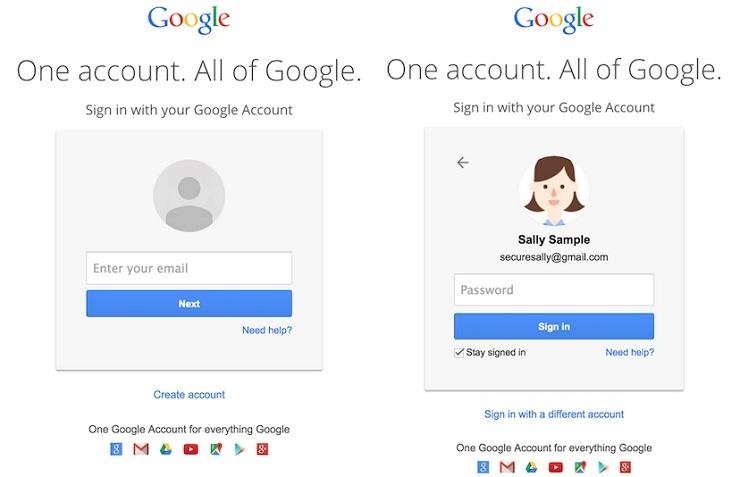 Google
One account. All of Google.
Sign in with your Google Account
Enter your email
Next
Need help?
Create account
One Google Account for everything Google
Google
One account. All of Google.
Sign in with your Google Account
Sally Sample
securesally@gmail.com
Password
Sign in
Stay signed in
Need help?
Sign in with a different account
One Google Account for everything Google